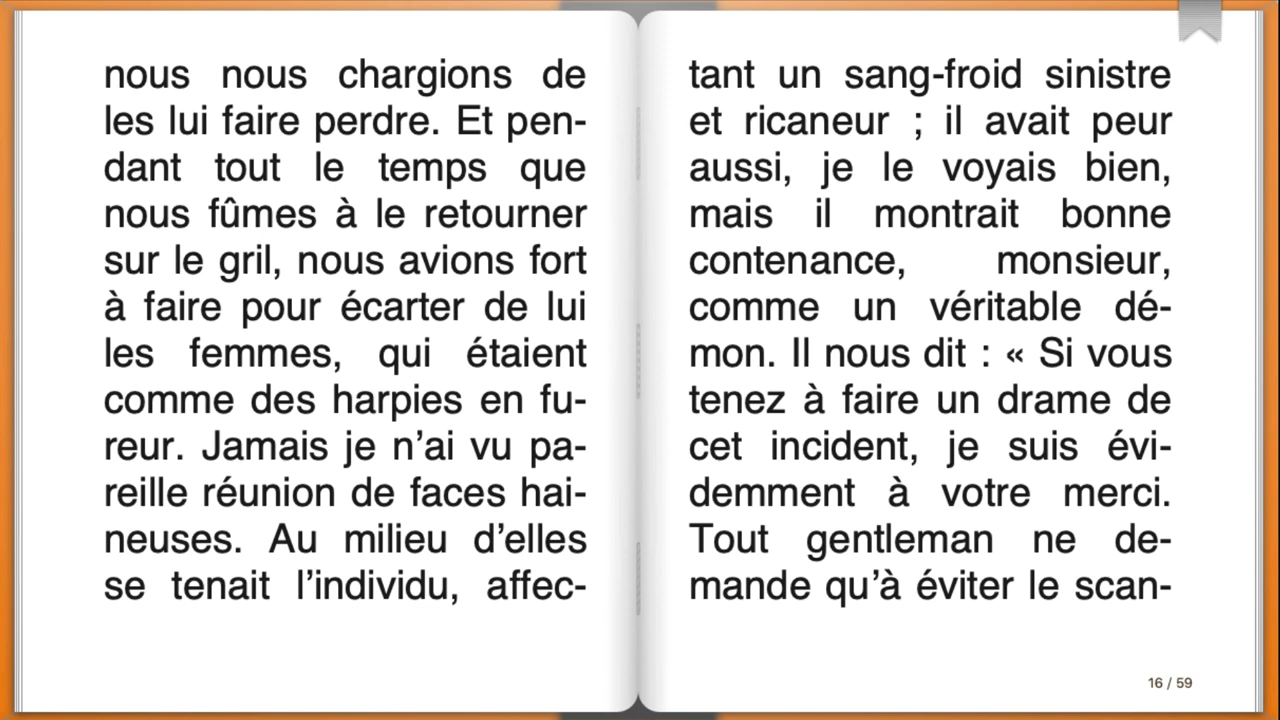 nous nous chargions de
les lui faire perdre. Et pen-
dant tout le temps que
nous fûmes à le retourner
sur le gril, nous avions fort
à faire pour écarter de lui
les femmes, qui étaient
comme des harpies en fu-
reur. Jamais je n’ai vu pa-
reille réunion de faces hai-
neuses. Au milieu d’elles
se tenait l’individu, affec-
tant un sang-froid sinistre
et ricaneur ; il avait peur
aussi, je le voyais bien,
mais il montrait bonne
contenance, monsieur,
comme un véritable dé-
mon. Il nous dit : « Si vous
tenez à faire un drame de
cet incident, je suis évi-
demment à votre merci.
Tout gentleman ne de-
mande qu’à éviter le scan-
16 / 59